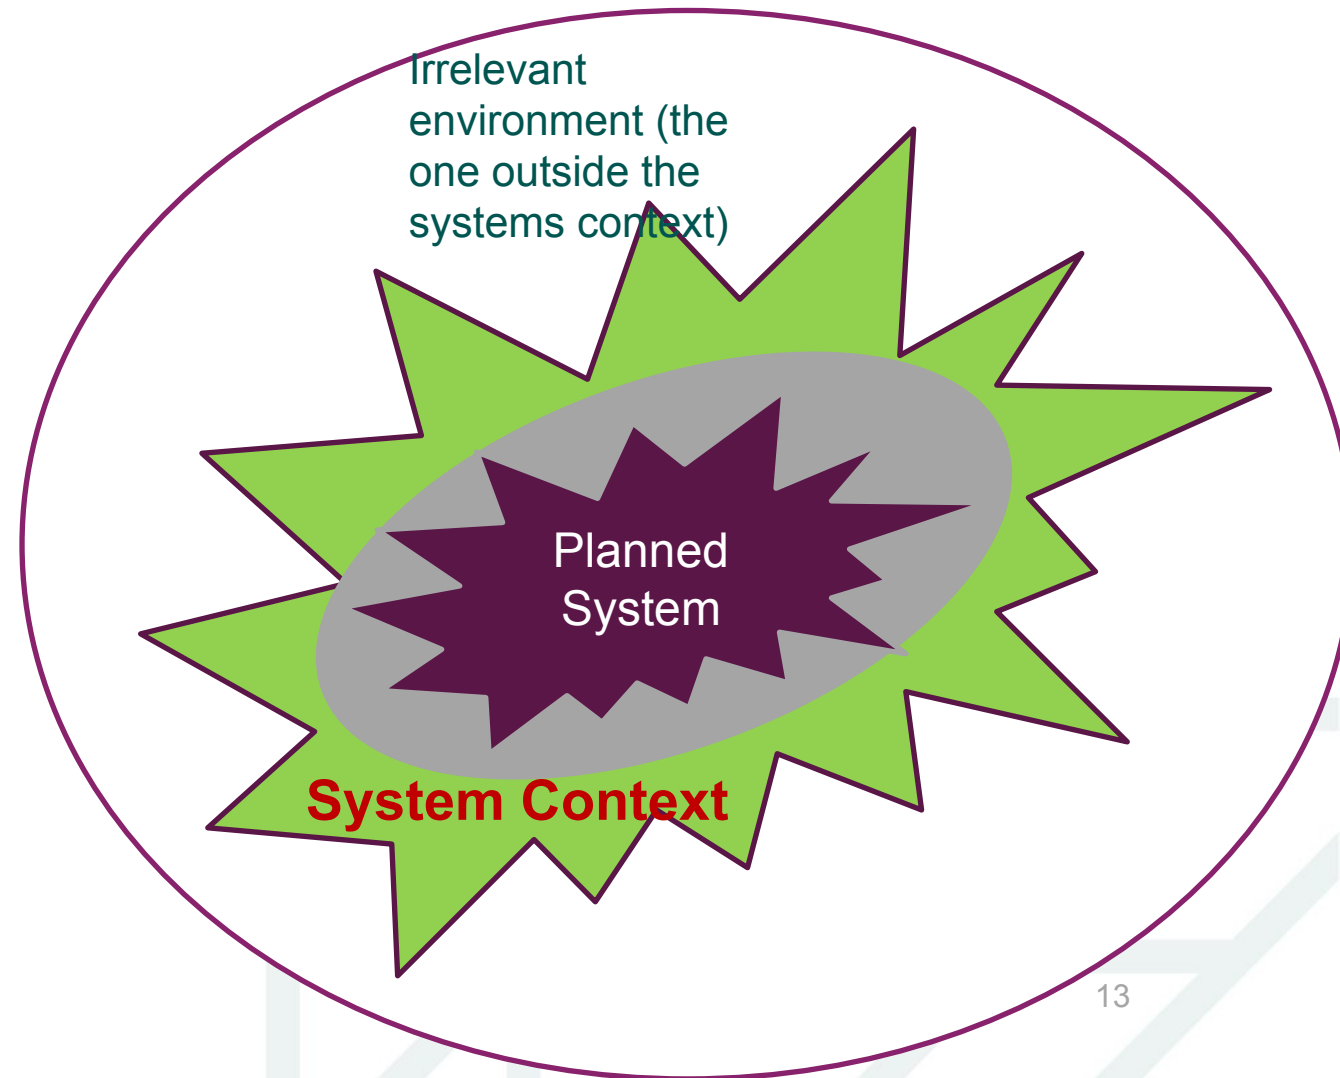 Irrelevant
environment (the
one outside the
systems context)
Planned
System
System Context
13